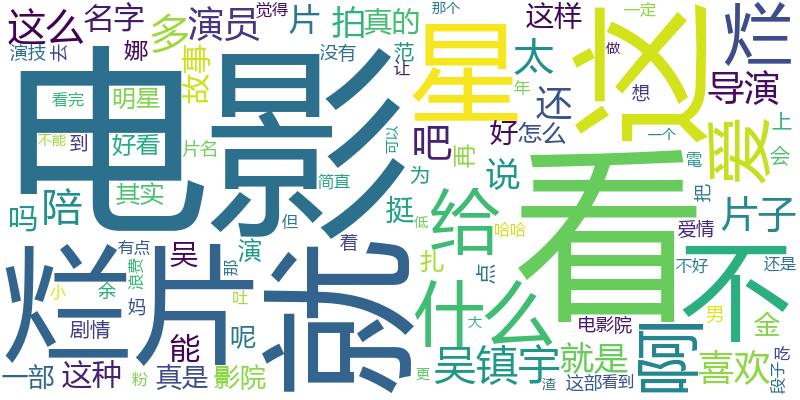 这么
名字
多
演员
觉得
片
拍
真的
那个
这样
一定
烂
演技
去
娜
故事
没有
范
让
星
太
这
做
想
导演
电影
看完
明星
还
年
不能
到
好看
片名
可以
吧
好
怎么
再
爱
上
会
一个
電
把
吗
陪
其实
简直
为
挺
给
说
看
片子
但
低
哈哈
爱情
烂片
有点
吴
演
着
就
扎
点
不
不好
还是
浪费
那
小
余
妈
吐
什么
男
剧情
能
呢
大
电影院
啊
金
一部
这种
粉
真是
影院
更
吴镇宇
就是
渣
这部
看到
喜欢
段子
吃